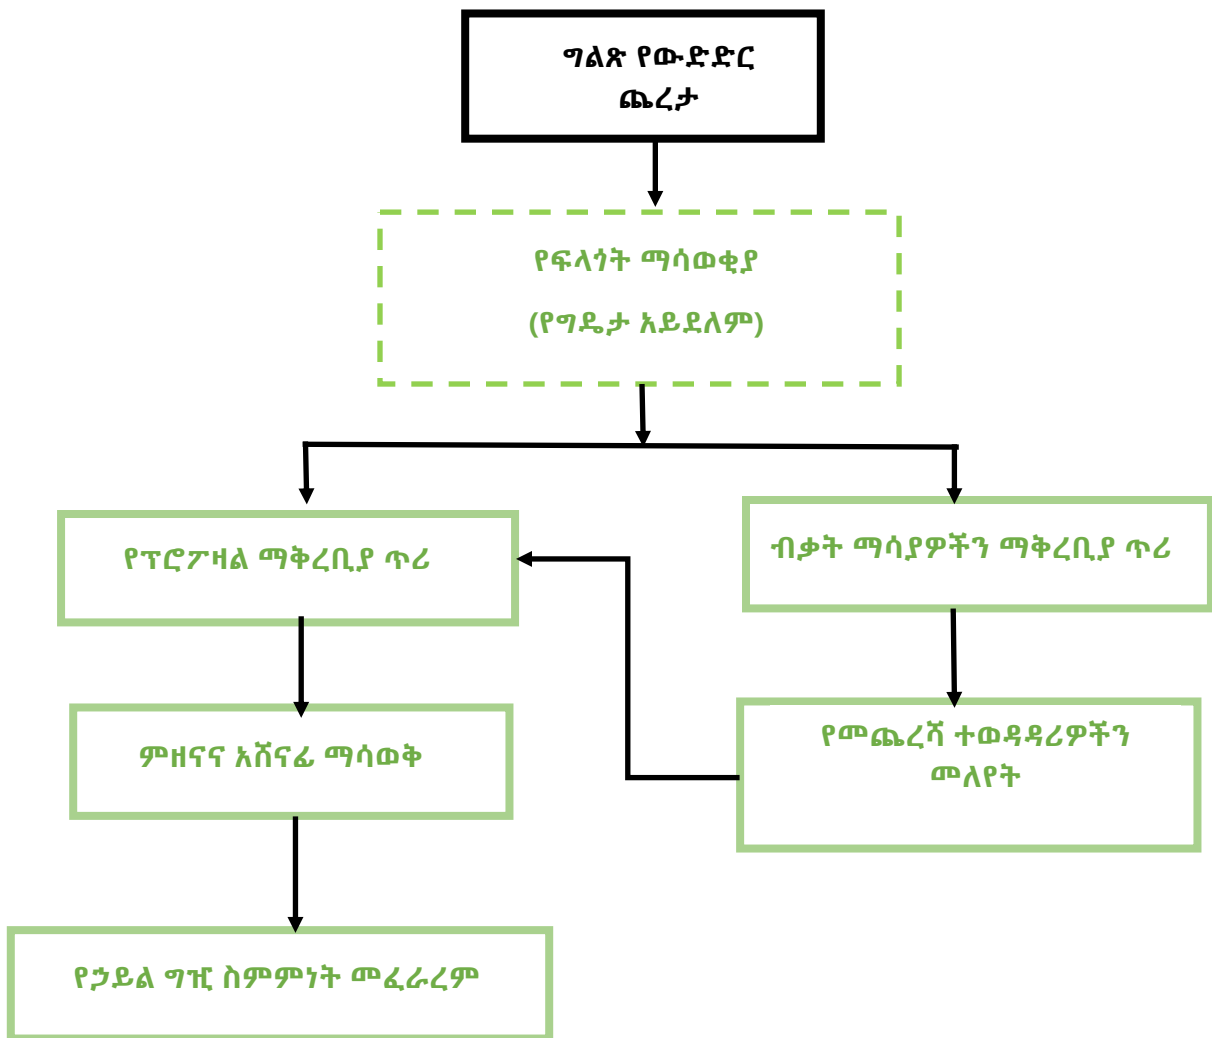 ግልጽ የውድድር
ጨረታ
የፍላጎት ማሳወቂያ
(የግዴታ አይደለም)
የፕሮፖዛል ማቅረቢያ ጥሪ
ብቃት ማሳያዎችን ማቅረቢያ ጥሪ
ምዘናና አሸናፊ ማሳወቅ
የመጨረሻ ተወዳዳሪዎችን
መለየት
የኃይል ግዢ ስምምነት መፈራረም